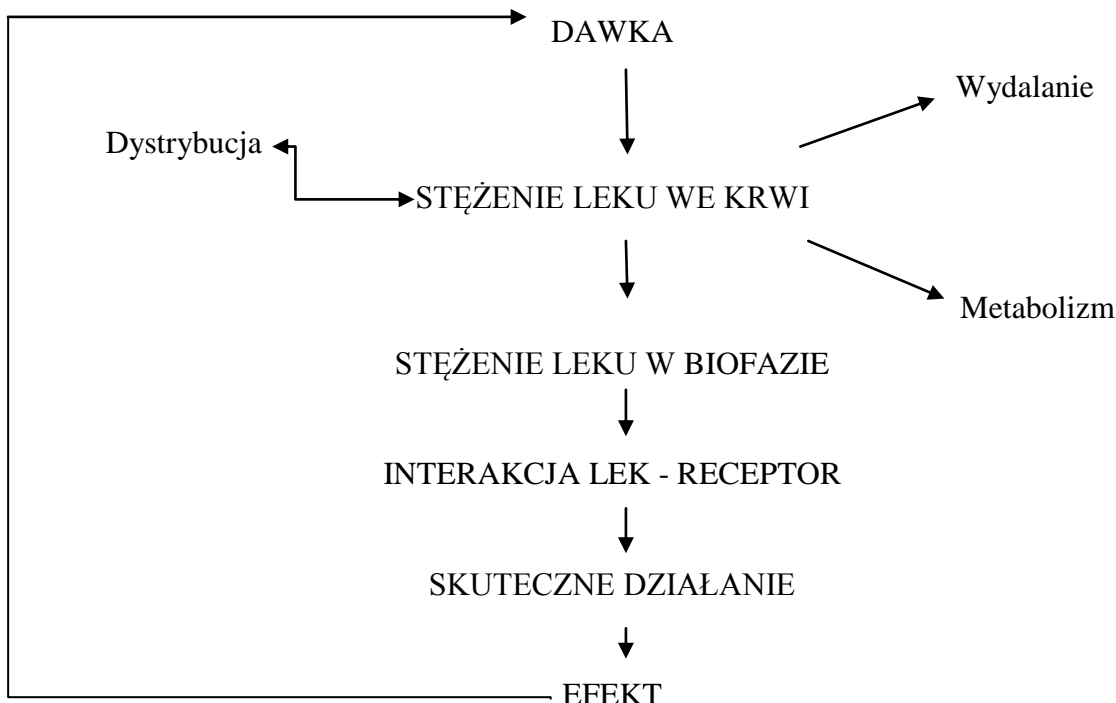 DAWKA
Wydalanie
Dystrybucja
STĘŻENIE LEKU WE KRWI
Metabolizm
STĘŻENIE LEKU W BIOFAZIE
INTERAKCJA LEK - RECEPTOR
SKUTECZNE DZIAŁANIE
EFEKT